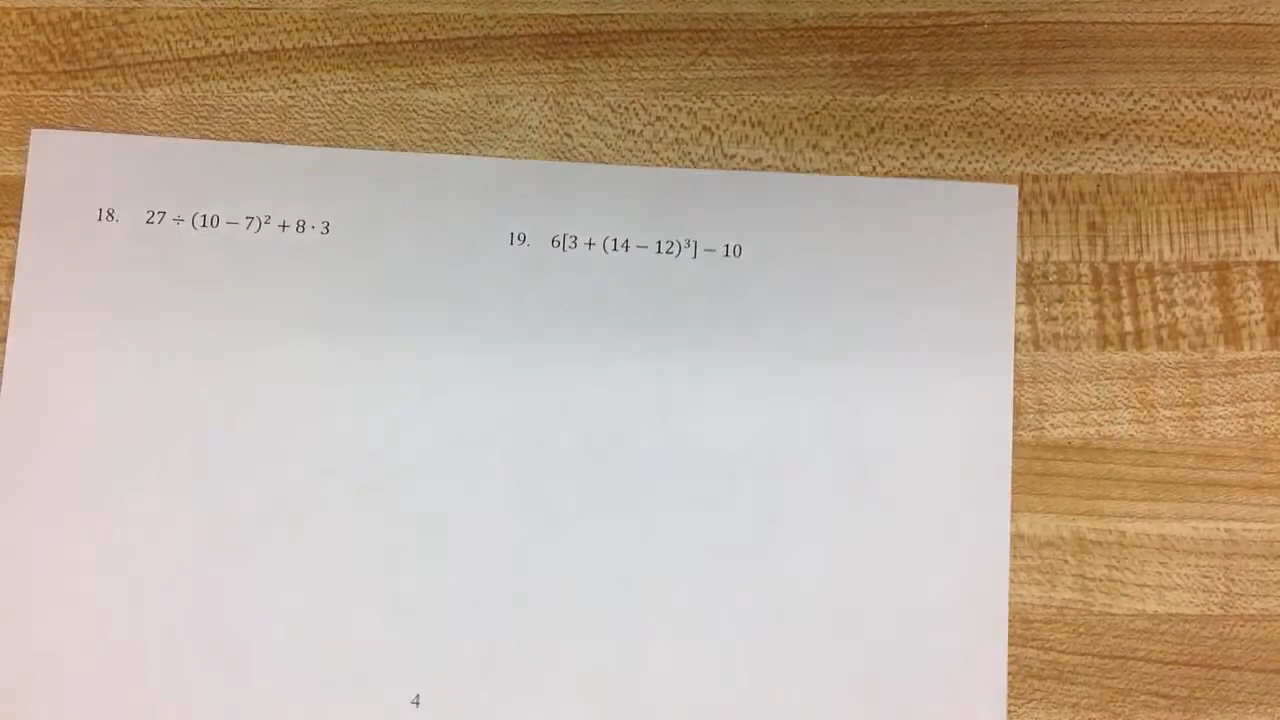 18. 27 ÷ (10 − 7)² + 8 · 3
19. 6[3 + (14 − 12)³] − 10
4